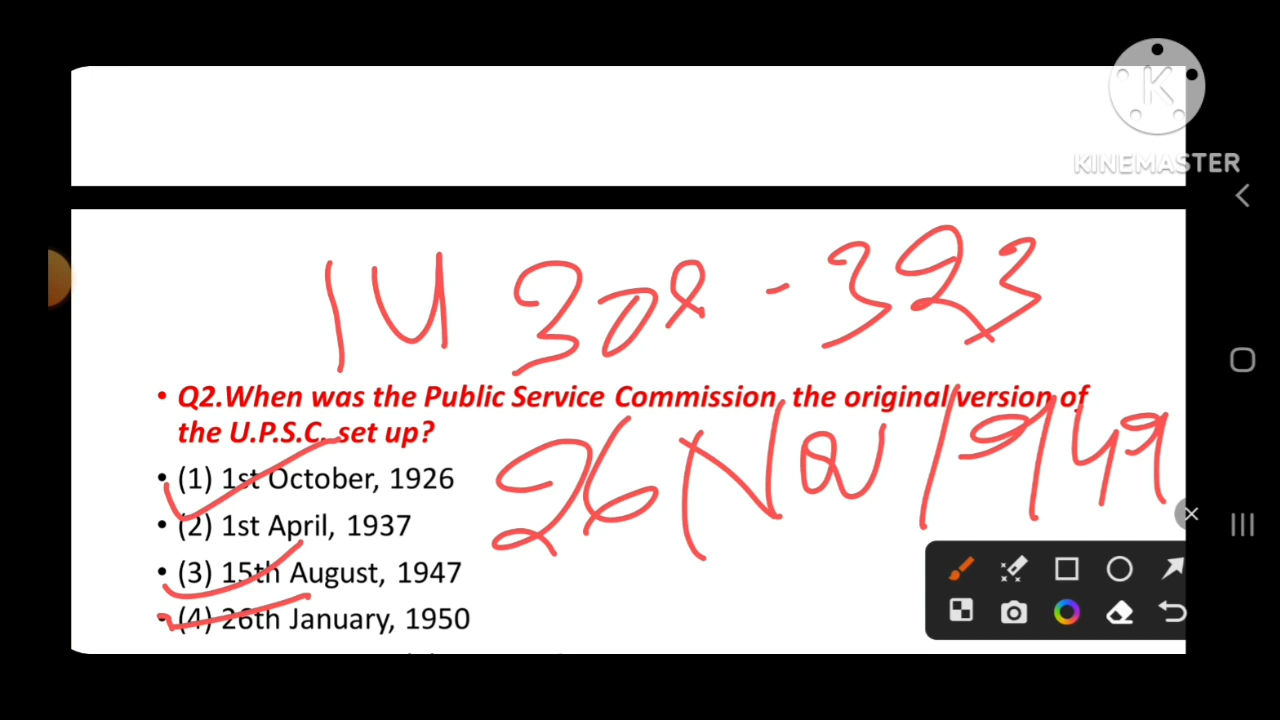 KINEMASTER
14 308 - 323
• Q2.When was the Public Service Commission, the original version of
the U.P.S.C. set up?
26 Nov 1949
• (1) 1st October, 1926
• (2) 1st April, 1937
• (3) 15th August, 1947
• (4) 26th January, 1950